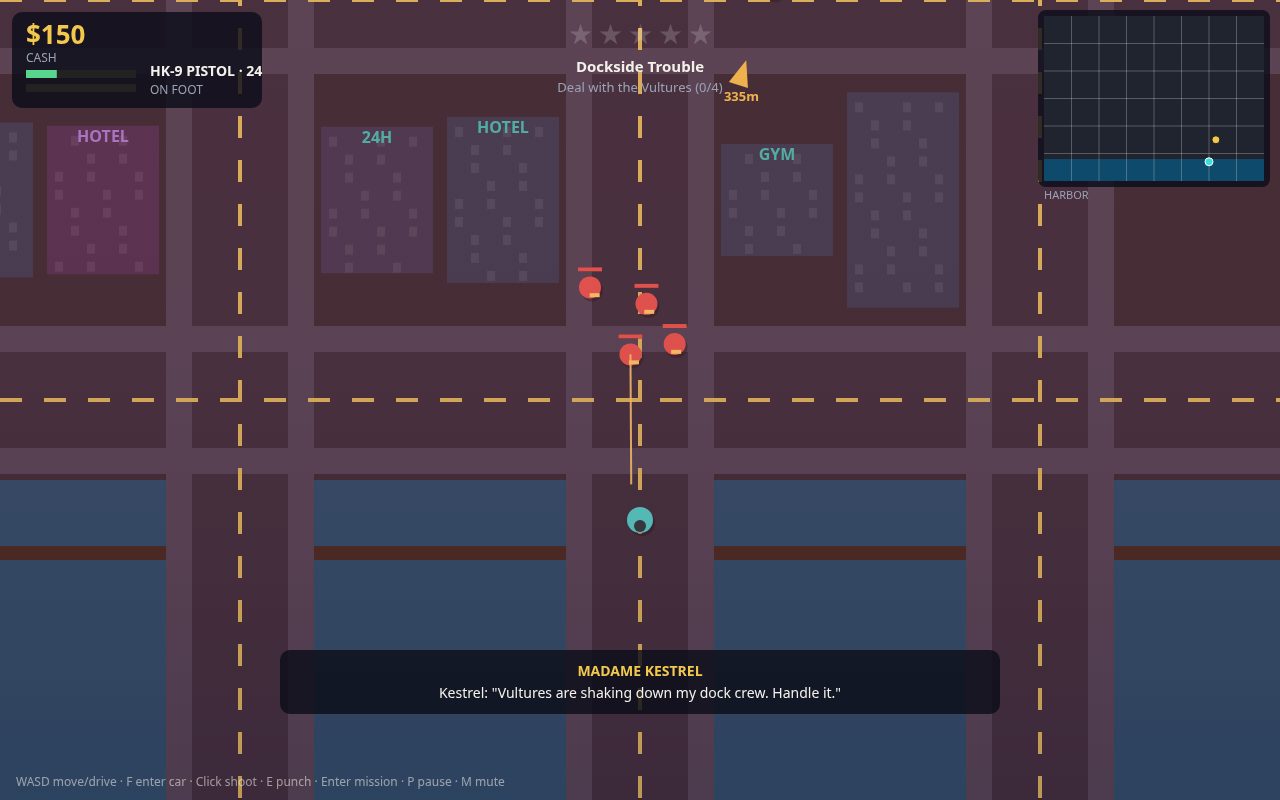 $150
CASH
HK-9 PISTOL · 24
ON FOOT
Dockside Trouble
Deal with the Vultures (0/4)
335m
HARBOR
HOTEL
24H
HOTEL
GYM
MADAME KESTREL
Kestrel: "Vultures are shaking down my dock crew. Handle it."
WASD move/drive · F enter car · Click shoot · E punch · Enter mission · P pause · M mute